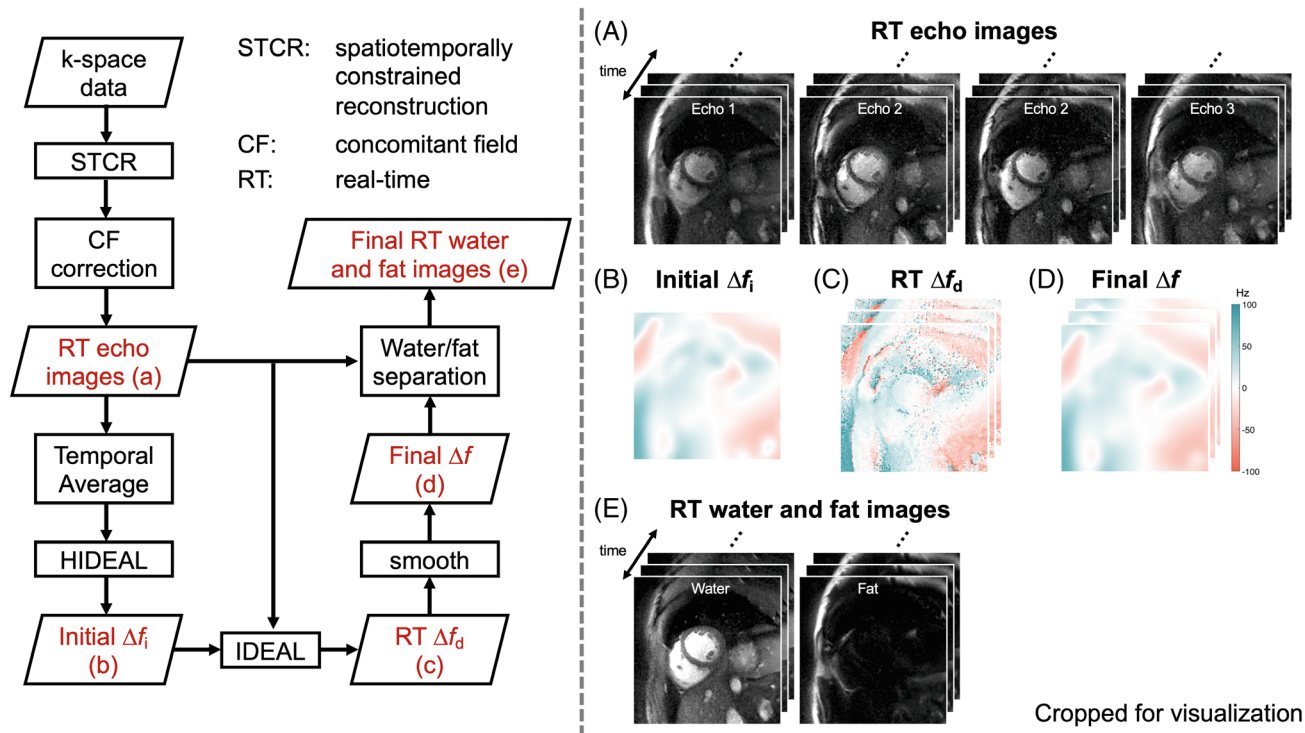 k-space
data
STCR
CF
correction
RT echo
images (a)
Temporal
Average
HIDEAL
Initial Δfi
(b)
IDEAL
RT Δfd
(c)
smooth
Final Δf
(d)
Water/fat
separation
Final RT water
and fat images (e)
STCR: spatiotemporally
constrained
reconstruction
CF: concomitant field
RT: real-time
(A) RT echo images
time
Echo 1
Echo 2
Echo 2
Echo 3
(B) Initial Δfi
(C) RT Δfd
(D) Final Δf
Hz
100
50
0
-50
-100
(E) RT water and fat images
time
Water
Fat
Cropped for visualization